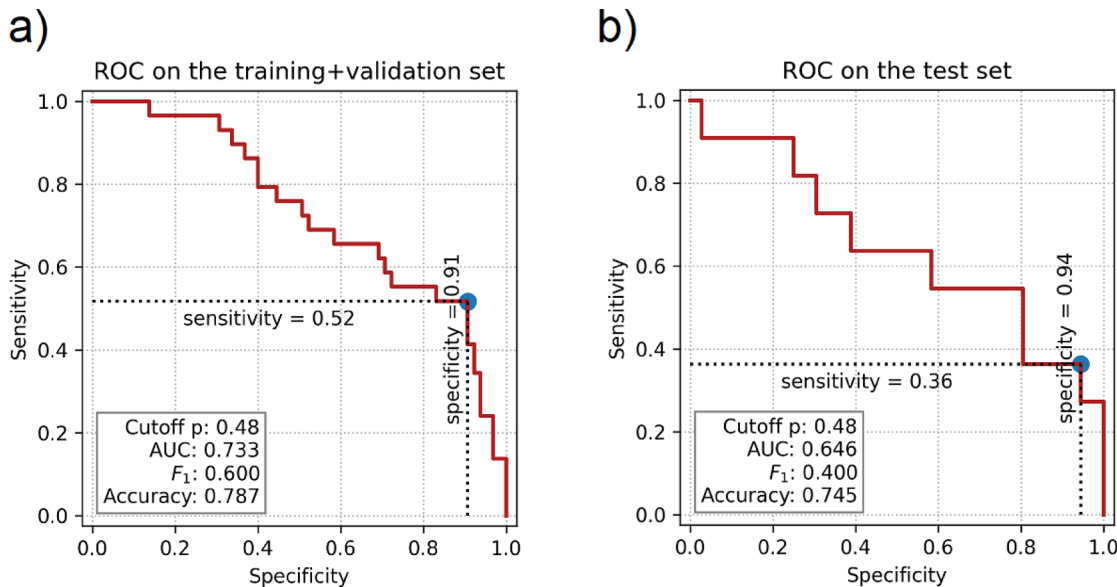 a)
ROC on the training+validation set
1.0
0.8
0.6
0.4
0.2
0.0
Sensitivity
sensitivity = 0.52
specificity = 0.91
Cutoff p: 0.48
AUC: 0.733
F1: 0.600
Accuracy: 0.787
0.0 0.2 0.4 0.6 0.8 1.0
Specificity
b)
ROC on the test set
1.0
0.8
0.6
0.4
0.2
0.0
Sensitivity
sensitivity = 0.36
specificity = 0.94
Cutoff p: 0.48
AUC: 0.646
F1: 0.400
Accuracy: 0.745
0.0 0.2 0.4 0.6 0.8 1.0
Specificity